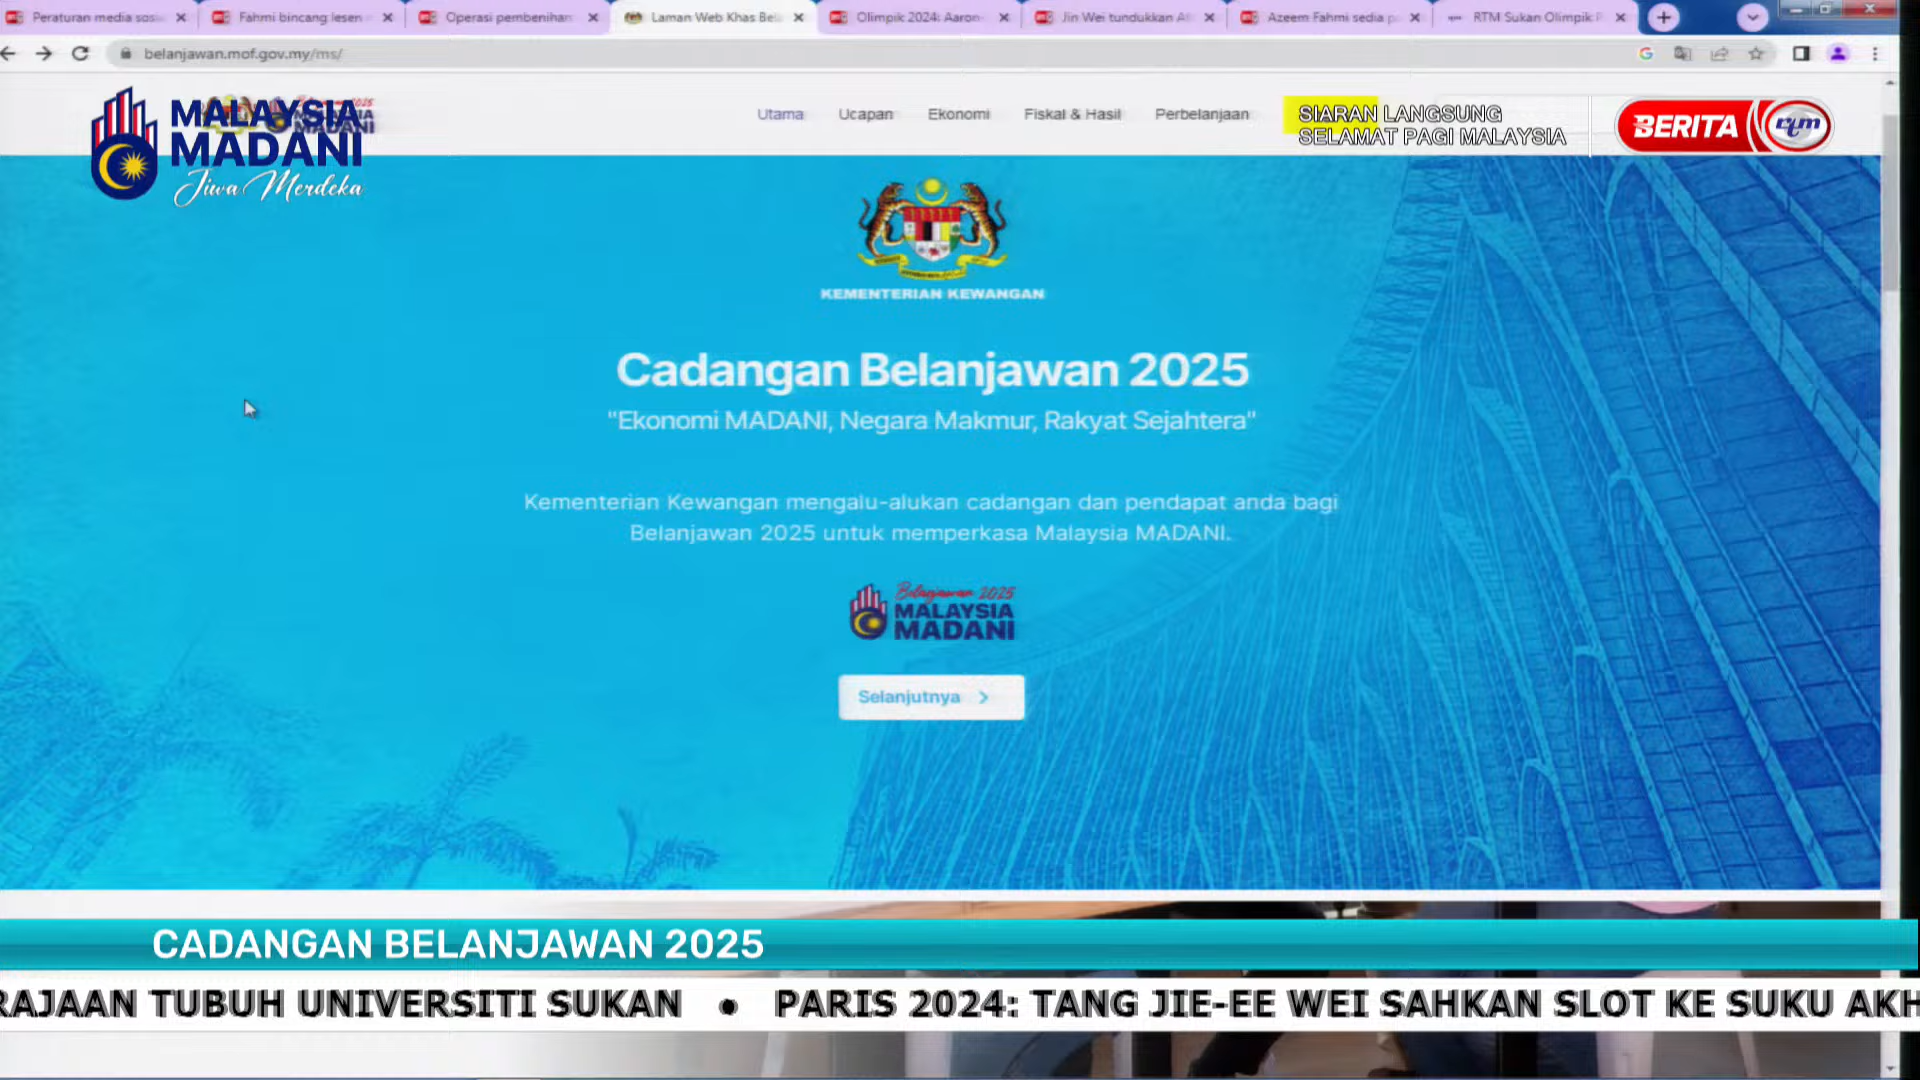 Peraturan media sosi
Fahmi bincang lesen
Operasi pembenihan
Laman Web Khas Bela
Olimpik 2024: Aaron-
Jin Wei tundukkan
Azeem Fahmi sedia p
RTM Sukan Olimpik P
belanjawan.mof.gov.my/ms/
MALAYSIA
MADANI
Jiwa Merdeka
Utama
Ucapan
Ekonomi
Fiskal & Hasil
Perbelanjaan
SIARAN LANGSUNG
SELAMAT PAGI MALAYSIA
BERITA rtm
KEMENTERIAN KEWANGAN
Cadangan Belanjawan 2025
"Ekonomi MADANI, Negara Makmur, Rakyat Sejahtera"
Kementerian Kewangan mengalu-alukan cadangan dan pendapat anda bagi
Belanjawan 2025 untuk memperkasa Malaysia MADANI.
Belanjawan 2025
MALAYSIA
MADANI
Selanjutnya
CADANGAN BELANJAWAN 2025
RAJAAN TUBUH UNIVERSITI SUKAN • PARIS 2024: TANG JIE-EE WEI SAHKAN SLOT KE SUKU AKH